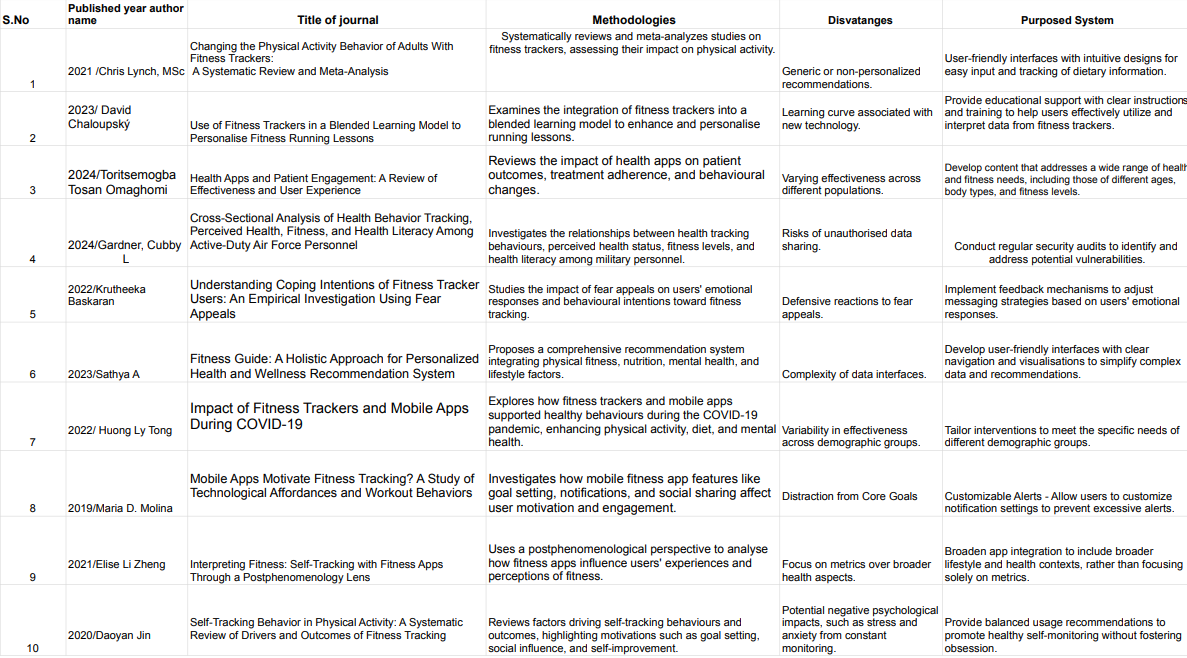 S.No
Published year author
name
Title of journal
Methodologies
Disvatanges
Purposed System
1
2021 /Chris Lynch, MSc
Changing the Physical Activity Behavior of Adults With
Fitness Trackers:
A Systematic Review and Meta-Analysis
Systematically reviews and meta-analyzes studies on
fitness trackers, assessing their impact on physical activity.
Generic or non-personalized
recommendations.
User-friendly interfaces with intuitive designs for
easy input and tracking of dietary information.
2
2023/ David
Chaloupský
Use of Fitness Trackers in a Blended Learning Model to
Personalise Fitness Running Lessons
Examines the integration of fitness trackers into a
blended learning model to enhance and personalise
running lessons.
Learning curve associated with
new technology.
Provide educational support with clear instructions
and training to help users effectively utilize and
interpret data from fitness trackers.
3
2024/Toritsemogba
Tosan Omaghomi
Health Apps and Patient Engagement: A Review of
Effectiveness and User Experience
Reviews the impact of health apps on patient
outcomes, treatment adherence, and behavioural
changes.
Varying effectiveness across
different populations.
Develop content that addresses a wide range of health
and fitness needs, including those of different ages,
body types, and fitness levels.
4
2024/Gardner, Cubby
L
Cross-Sectional Analysis of Health Behavior Tracking,
Perceived Health, Fitness, and Health Literacy Among
Active-Duty Air Force Personnel
Investigates the relationships between health tracking
behaviours, perceived health status, fitness levels, and
health literacy among military personnel.
Risks of unauthorised data
sharing.
Conduct regular security audits to identify and
address potential vulnerabilities.
5
2022/Krutheeka
Baskaran
Understanding Coping Intentions of Fitness Tracker
Users: An Empirical Investigation Using Fear
Appeals
Studies the impact of fear appeals on users' emotional
responses and behavioural intentions toward fitness
tracking.
Defensive reactions to fear
appeals.
Implement feedback mechanisms to adjust
messaging strategies based on users' emotional
responses.
6
2023/Sathya A
Fitness Guide: A Holistic Approach for Personalized
Health and Wellness Recommendation System
Proposes a comprehensive recommendation system
integrating physical fitness, nutrition, mental health, and
lifestyle factors.
Complexity of data interfaces.
Develop user-friendly interfaces with clear
navigation and visualisations to simplify complex
data and recommendations.
7
2022/ Huong Ly Tong
Impact of Fitness Trackers and Mobile Apps
During COVID-19
Explores how fitness trackers and mobile apps
supported healthy behaviours during the COVID-19
pandemic, enhancing physical activity, diet, and mental
health.
Variability in effectiveness
across demographic groups.
Tailor interventions to meet the specific needs of
different demographic groups.
8
2019/Maria D. Molina
Mobile Apps Motivate Fitness Tracking? A Study of
Technological Affordances and Workout Behaviors
Investigates how mobile fitness app features like
goal setting, notifications, and social sharing affect
user motivation and engagement.
Distraction from Core Goals
Customizable Alerts - Allow users to customize
notification settings to prevent excessive alerts.
9
2021/Elise Li Zheng
Interpreting Fitness: Self-Tracking with Fitness Apps
Through a Postphenomenology Lens
Uses a postphenomenological perspective to analyse
how fitness apps influence users' experiences and
perceptions of fitness.
Focus on metrics over broader
health aspects.
Broaden app integration to include broader
lifestyle and health contexts, rather than focusing
solely on metrics.
10
2020/Daoyan Jin
Self-Tracking Behavior in Physical Activity: A Systematic
Review of Drivers and Outcomes of Fitness Tracking
Reviews factors driving self-tracking behaviours and
outcomes, highlighting motivations such as goal setting,
social influence, and self-improvement.
Potential negative psychological
impacts, such as stress and
anxiety from constant
monitoring.
Provide balanced usage recommendations to
promote healthy self-monitoring without fostering
obsession.